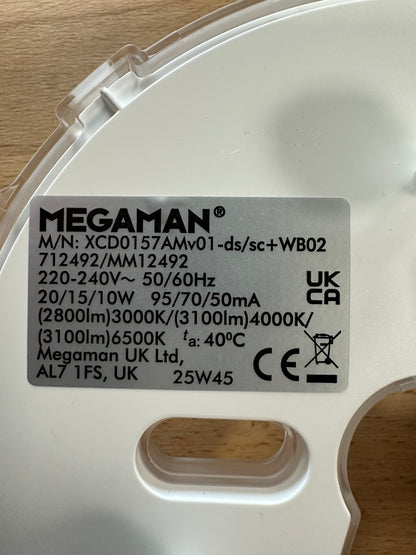 MEGAMAN®
M/N: XCD0157AMv01-ds/sc+WB02
712492/MM12492
220-240V~ 50/60Hz
20/15/10W 95/70/50mA
(2800lm)3000K/(3100lm)4000K/
(3100lm)6500K ta: 40⁰C
Megaman UK Ltd,
AL7 1FS, UK 25W45
UK
CA
CE